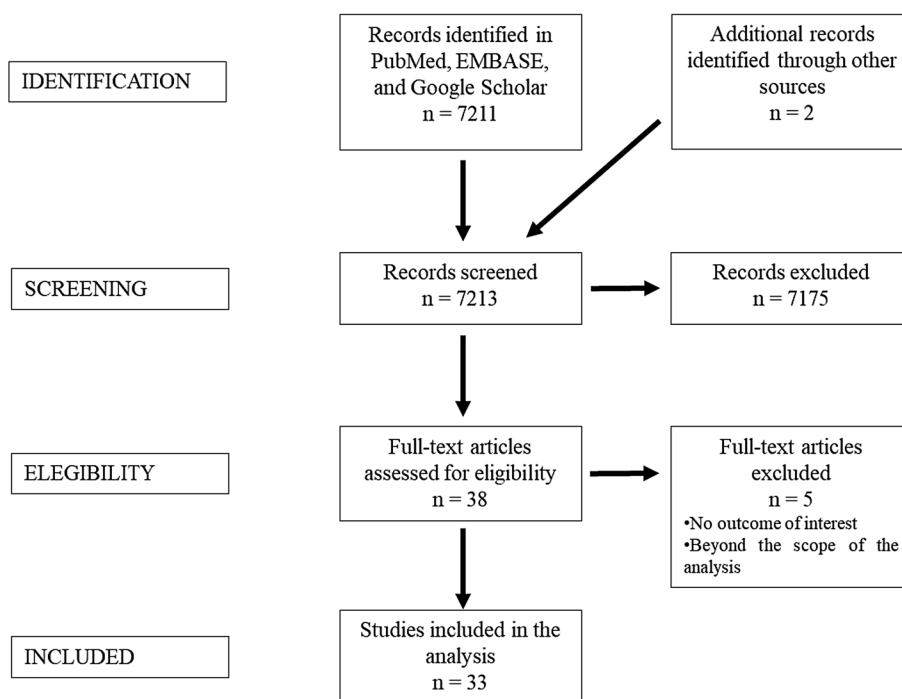 IDENTIFICATION
Records identified in
PubMed, EMBASE,
and Google Scholar
n = 7211
Additional records
identified through other
sources
n = 2
SCREENING
Records screened
n = 7213
Records excluded
n = 7175
ELEGIBILITY
Full-text articles
assessed for eligibility
n = 38
Full-text articles
excluded
n = 5
•No outcome of interest
•Beyond the scope of the
analysis
INCLUDED
Studies included in the
analysis
n = 33